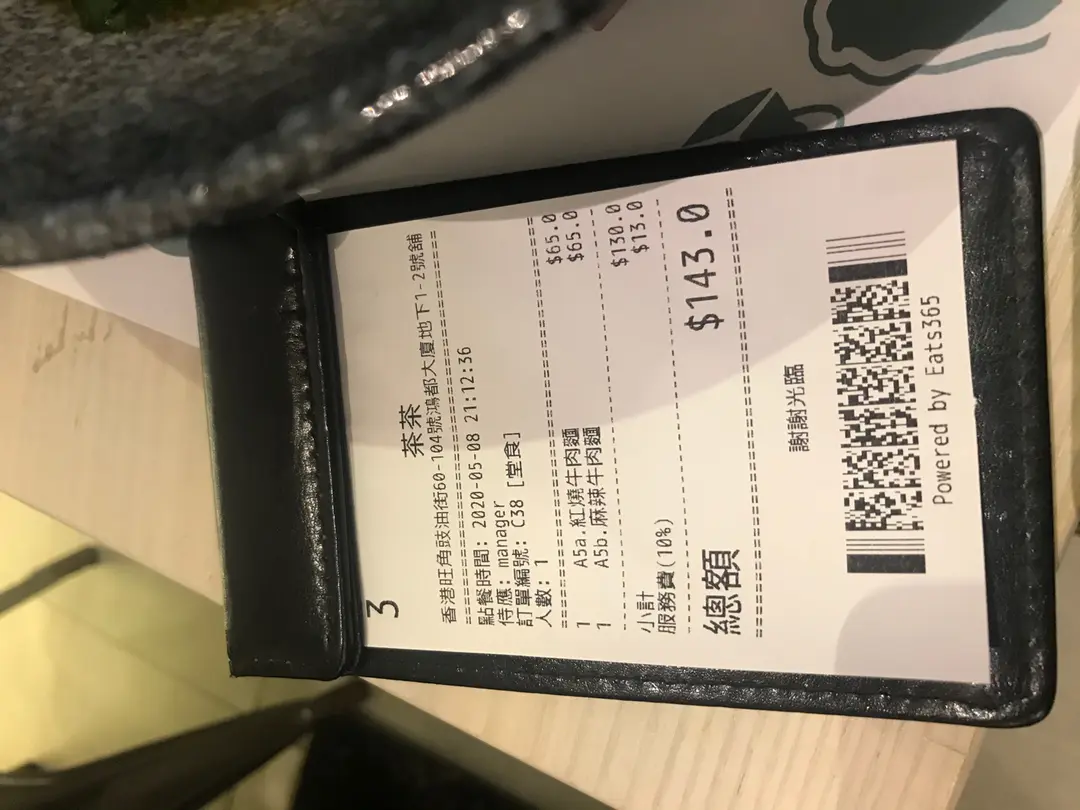 3
茶茶
香港旺角豉油街60-104號鴻都大廈地下1-2號舖
點餐時間: 2020-05-08 21:12:36
侍應: manager
訂單編號: C38 [堂食]
人數: 1
1 A5a.紅燒牛肉麵 $65.0
1 A5b.麻辣牛肉麵 $65.0
小計 $130.0
服務費(10%) $13.0
總額 $143.0
謝謝光臨
Powered by Eats365